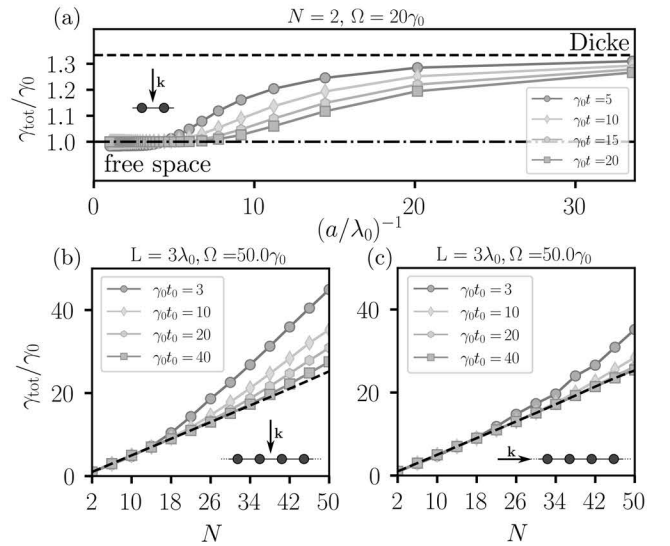 (a)
N = 2, Ω = 20γ₀
Dicke
free space
γtot/γ₀
1.3
1.2
1.1
1.0
k
γ₀t =5
γ₀t =10
γ₀t =15
γ₀t =20
0 10 20 30
(a/λ₀)⁻¹
(b)
L = 3λ₀, Ω =50.0γ₀
γtot/γ₀
40
20
0
γ₀t₀ = 3
γ₀t₀ = 10
γ₀t₀ = 20
γ₀t₀ = 40
k
2 10 18 26 34 42 50
N
(c)
L = 3λ₀, Ω =50.0γ₀
40
20
0
γ₀t₀ = 3
γ₀t₀ = 10
γ₀t₀ = 20
γ₀t₀ = 40
k
2 10 18 26 34 42 50
N